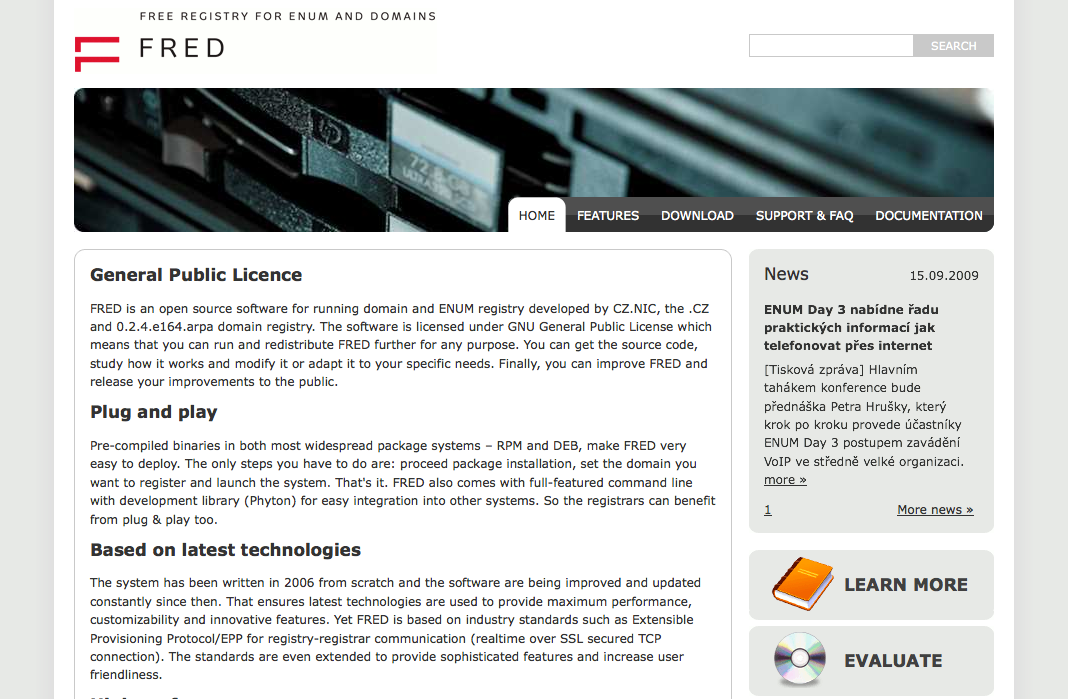 FREE REGISTRY FOR ENUM AND DOMAINS
FRED
SEARCH
hp
72.8 GB
HOME
FEATURES
DOWNLOAD
SUPPORT & FAQ
DOCUMENTATION
General Public Licence
FRED is an open source software for running domain and ENUM registry developed by CZ.NIC, the .CZ
and 0.2.4.e164.arpa domain registry. The software is licensed under GNU General Public License which
means that you can run and redistribute FRED further for any purpose. You can get the source code,
study how it works and modify it or adapt it to your specific needs. Finally, you can improve FRED and
release your improvements to the public.
Plug and play
Pre-compiled binaries in both most widespread package systems – RPM and DEB, make FRED very
easy to deploy. The only steps you have to do are: proceed package installation, set the domain you
want to register and launch the system. That's it. FRED also comes with full-featured command line
with development library (Phyton) for easy integration into other systems. So the registrars can benefit
from plug & play too.
Based on latest technologies
The system has been written in 2006 from scratch and the software are being improved and updated
constantly since then. That ensures latest technologies are used to provide maximum performance,
customizability and innovative features. Yet FRED is based on industry standards such as Extensible
Provisioning Protocol/EPP for registry-registrar communication (realtime over SSL secured TCP
connection). The standards are even extended to provide sophisticated features and increase user
friendliness.
News
15.09.2009
ENUM Day 3 nabídne řadu
praktických informací jak
telefonovat přes internet
[Tisková zpráva] Hlavním
tahákem konference bude
přednáška Petra Hrušky, který
krok po kroku provede účastníky
ENUM Day 3 postupem zavádění
VoIP ve středně velké organizaci.
more »
1
More news »
LEARN MORE
EVALUATE